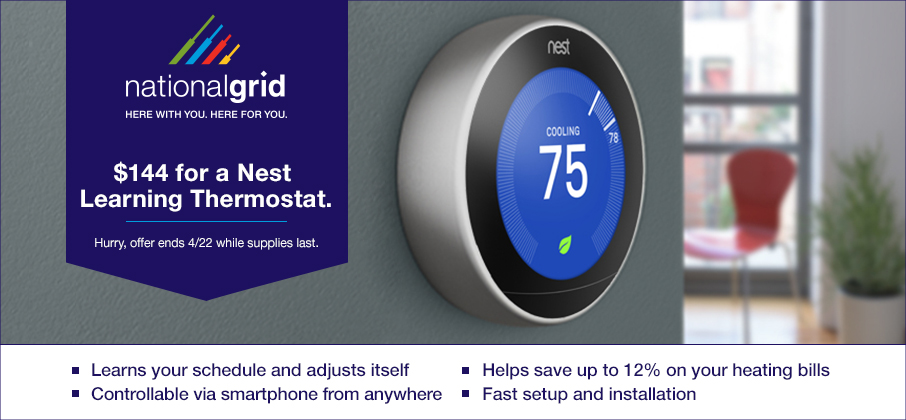 nationalgrid
HERE WITH YOU. HERE FOR YOU.
$144 for a Nest
Learning Thermostat.
Hurry, offer ends 4/22 while supplies last.
nest
COOLING
78
75
Learns your schedule and adjusts itself
Controllable via smartphone from anywhere
Helps save up to 12% on your heating bills
Fast setup and installation